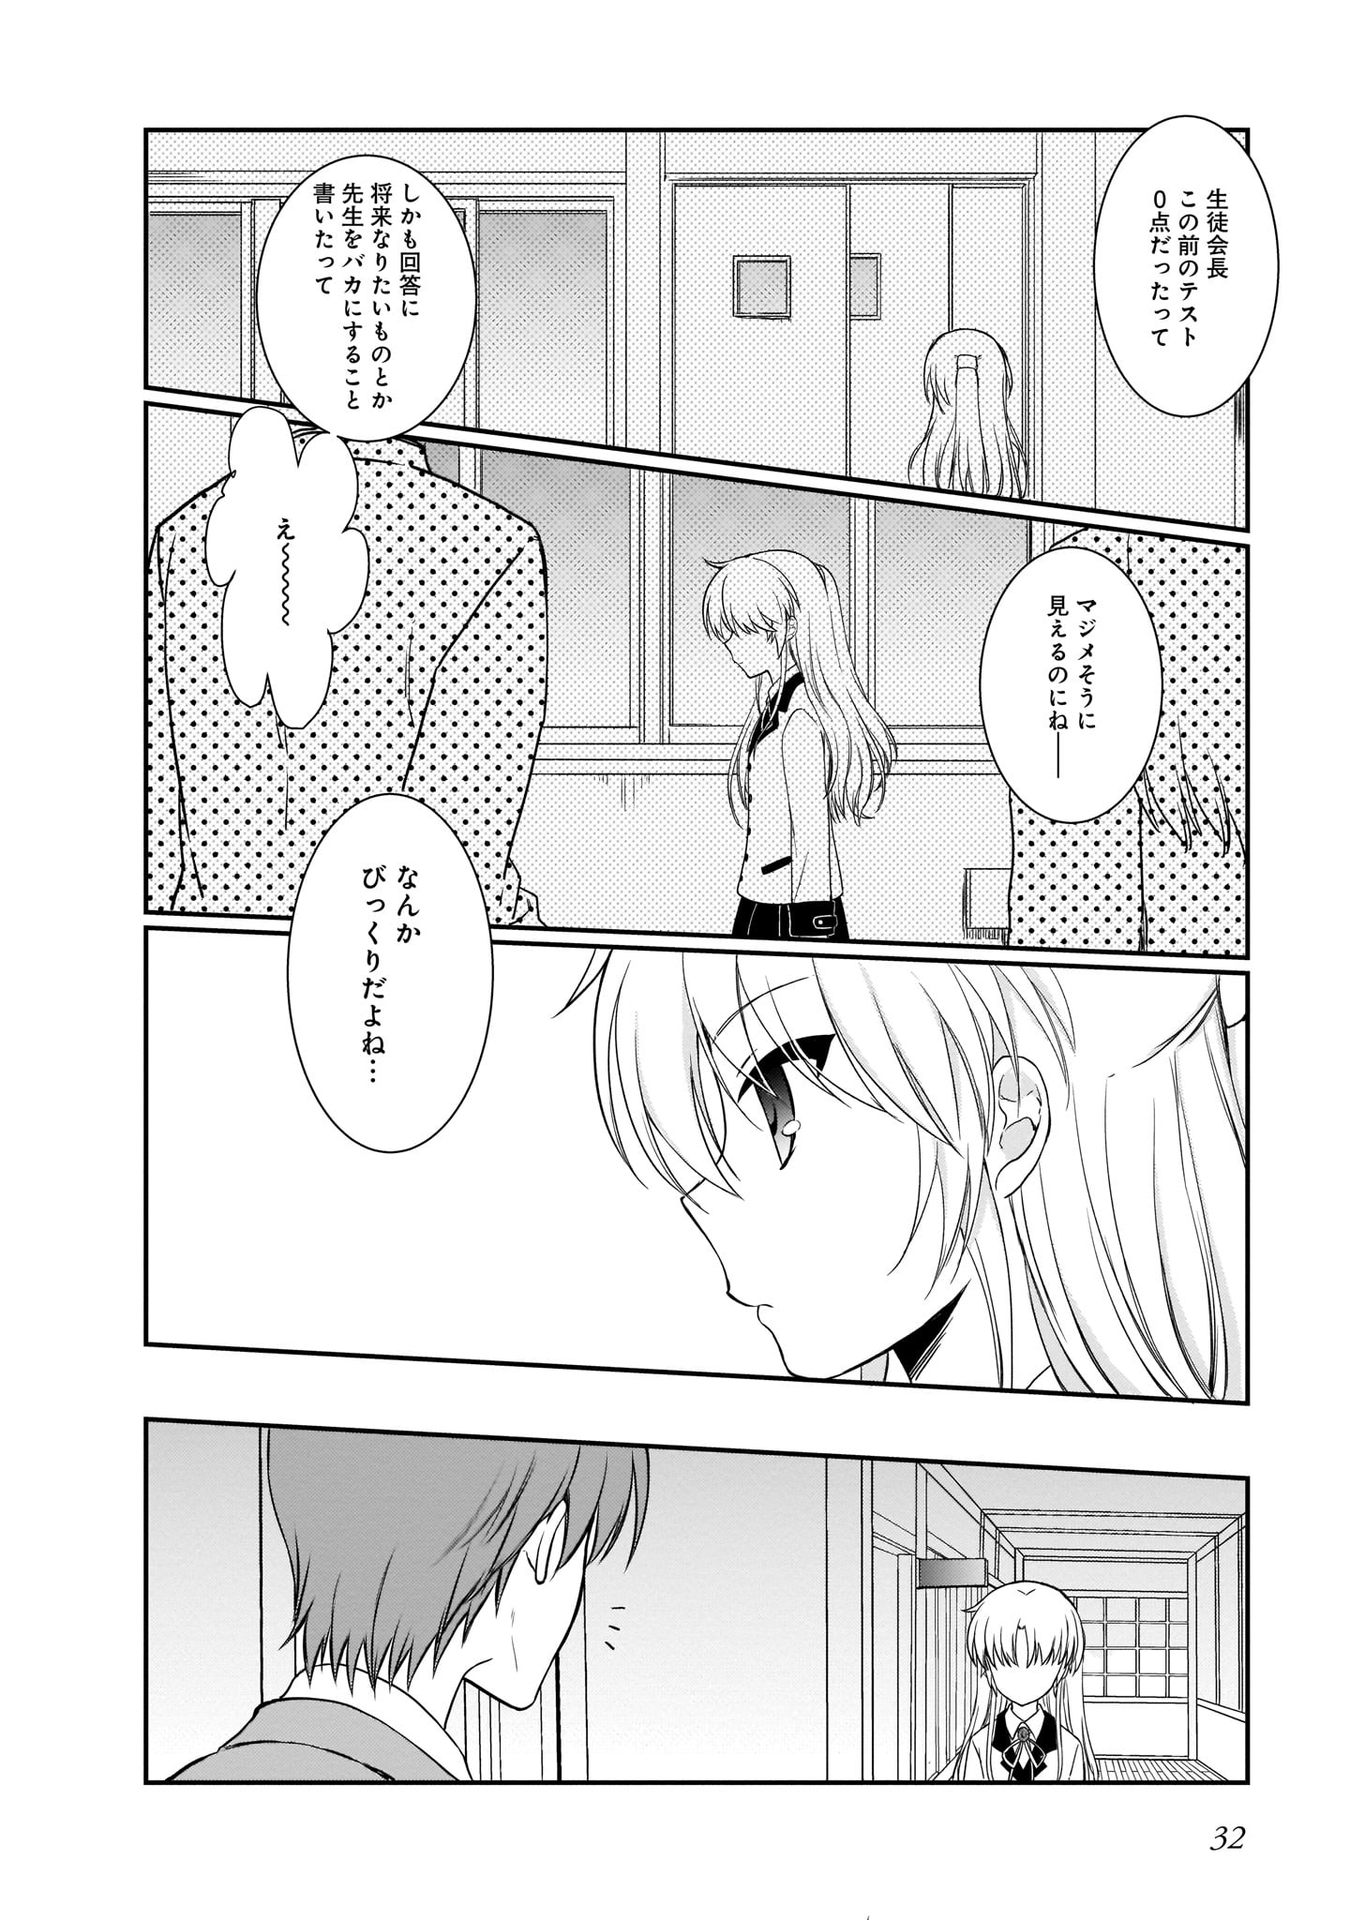 生徒会長
この前のテスト
0点だったって
しかも回答に
将来なりたいものとか
先生をバカにすること
書いたって
え〜〜〜〜
マジメそうに
見えるのにね──
なんか
びっくりだよね…
32